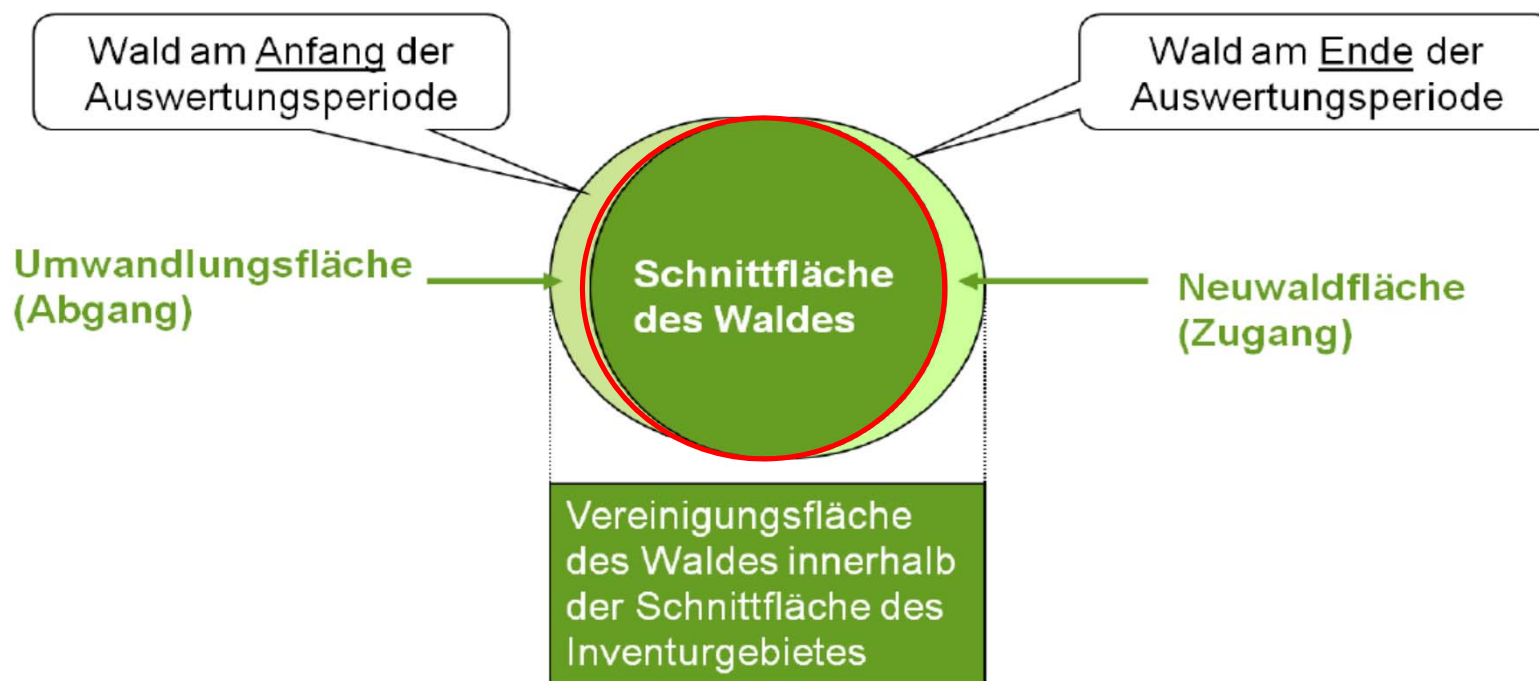 Wald am Anfang der
Auswertungsperiode
Wald am Ende der
Auswertungsperiode
Umwandlungsfläche
(Abgang)
Schnittfläche
des Waldes
Neuwaldfläche
(Zugang)
Vereinigungsfläche
des Waldes innerhalb
der Schnittfläche des
Inventurgebietes